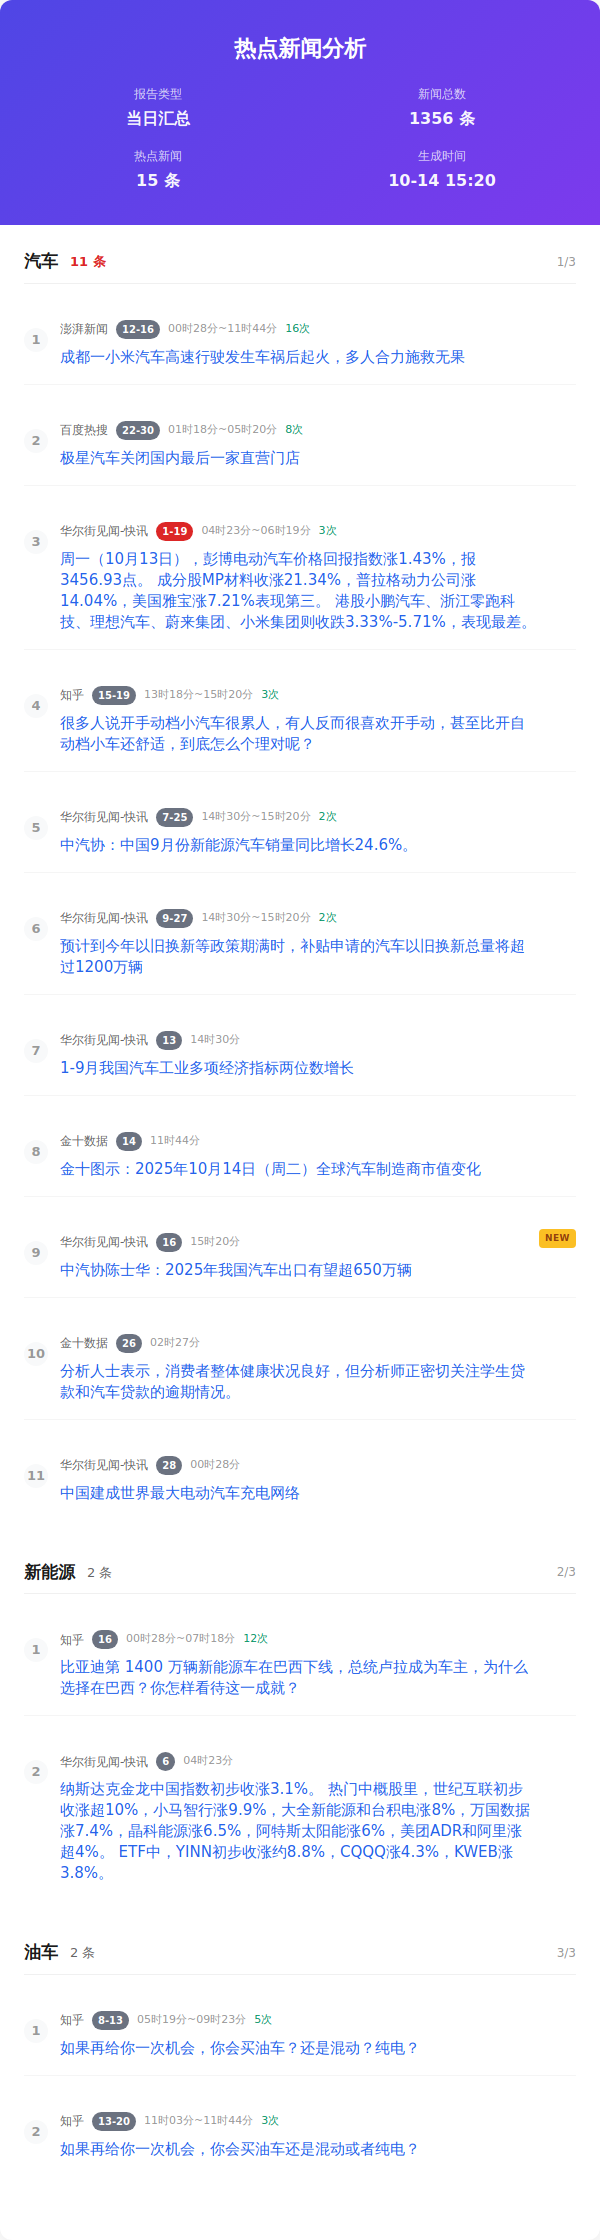 热点新闻分析
报告类型
新闻总数
当日汇总
1356 条
热点新闻
生成时间
15 条
10-14 15:20
汽车 11 条 1/3
1
澎湃新闻 12-16 00时28分~11时44分 16次
成都一小米汽车高速行驶发生车祸后起火，多人合力施救无果
2
百度热搜 22-30 01时18分~05时20分 8次
极星汽车关闭国内最后一家直营门店
3
华尔街见闻-快讯 1-19 04时23分~06时19分 3次
周一（10月13日），彭博电动汽车价格回报指数涨1.43%，报
3456.93点。 成分股MP材料收涨21.34%，普拉格动力公司涨
14.04%，美国雅宝涨7.21%表现第三。 港股小鹏汽车、浙江零跑科
技、理想汽车、蔚来集团、小米集团则收跌3.33%-5.71%，表现最差。
4
知乎 15-19 13时18分~15时20分 3次
很多人说开手动档小汽车很累人，有人反而很喜欢开手动，甚至比开自
动档小车还舒适，到底怎么个理对呢？
5
华尔街见闻-快讯 7-25 14时30分~15时20分 2次
中汽协：中国9月份新能源汽车销量同比增长24.6%。
6
华尔街见闻-快讯 9-27 14时30分~15时20分 2次
预计到今年以旧换新等政策期满时，补贴申请的汽车以旧换新总量将超
过1200万辆
7
华尔街见闻-快讯 13 14时30分
1-9月我国汽车工业多项经济指标两位数增长
8
金十数据 14 11时44分
金十图示：2025年10月14日（周二）全球汽车制造商市值变化
9
华尔街见闻-快讯 16 15时20分 NEW
中汽协陈士华：2025年我国汽车出口有望超650万辆
10
金十数据 26 02时27分
分析人士表示，消费者整体健康状况良好，但分析师正密切关注学生贷
款和汽车贷款的逾期情况。
11
华尔街见闻-快讯 28 00时28分
中国建成世界最大电动汽车充电网络
新能源 2 条 2/3
1
知乎 16 00时28分~07时18分 12次
比亚迪第 1400 万辆新能源车在巴西下线，总统卢拉成为车主，为什么
选择在巴西？你怎样看待这一成就？
2
华尔街见闻-快讯 6 04时23分
纳斯达克金龙中国指数初步收涨3.1%。 热门中概股里，世纪互联初步
收涨超10%，小马智行涨9.9%，大全新能源和台积电涨8%，万国数据
涨7.4%，晶科能源涨6.5%，阿特斯太阳能涨6%，美团ADR和阿里涨
超4%。 ETF中，YINN初步收涨约8.8%，CQQQ涨4.3%，KWEB涨
3.8%。
油车 2 条 3/3
1
知乎 8-13 05时19分~09时23分 5次
如果再给你一次机会，你会买油车？还是混动？纯电？
2
知乎 13-20 11时03分~11时44分 3次
如果再给你一次机会，你会买油车还是混动或者纯电？